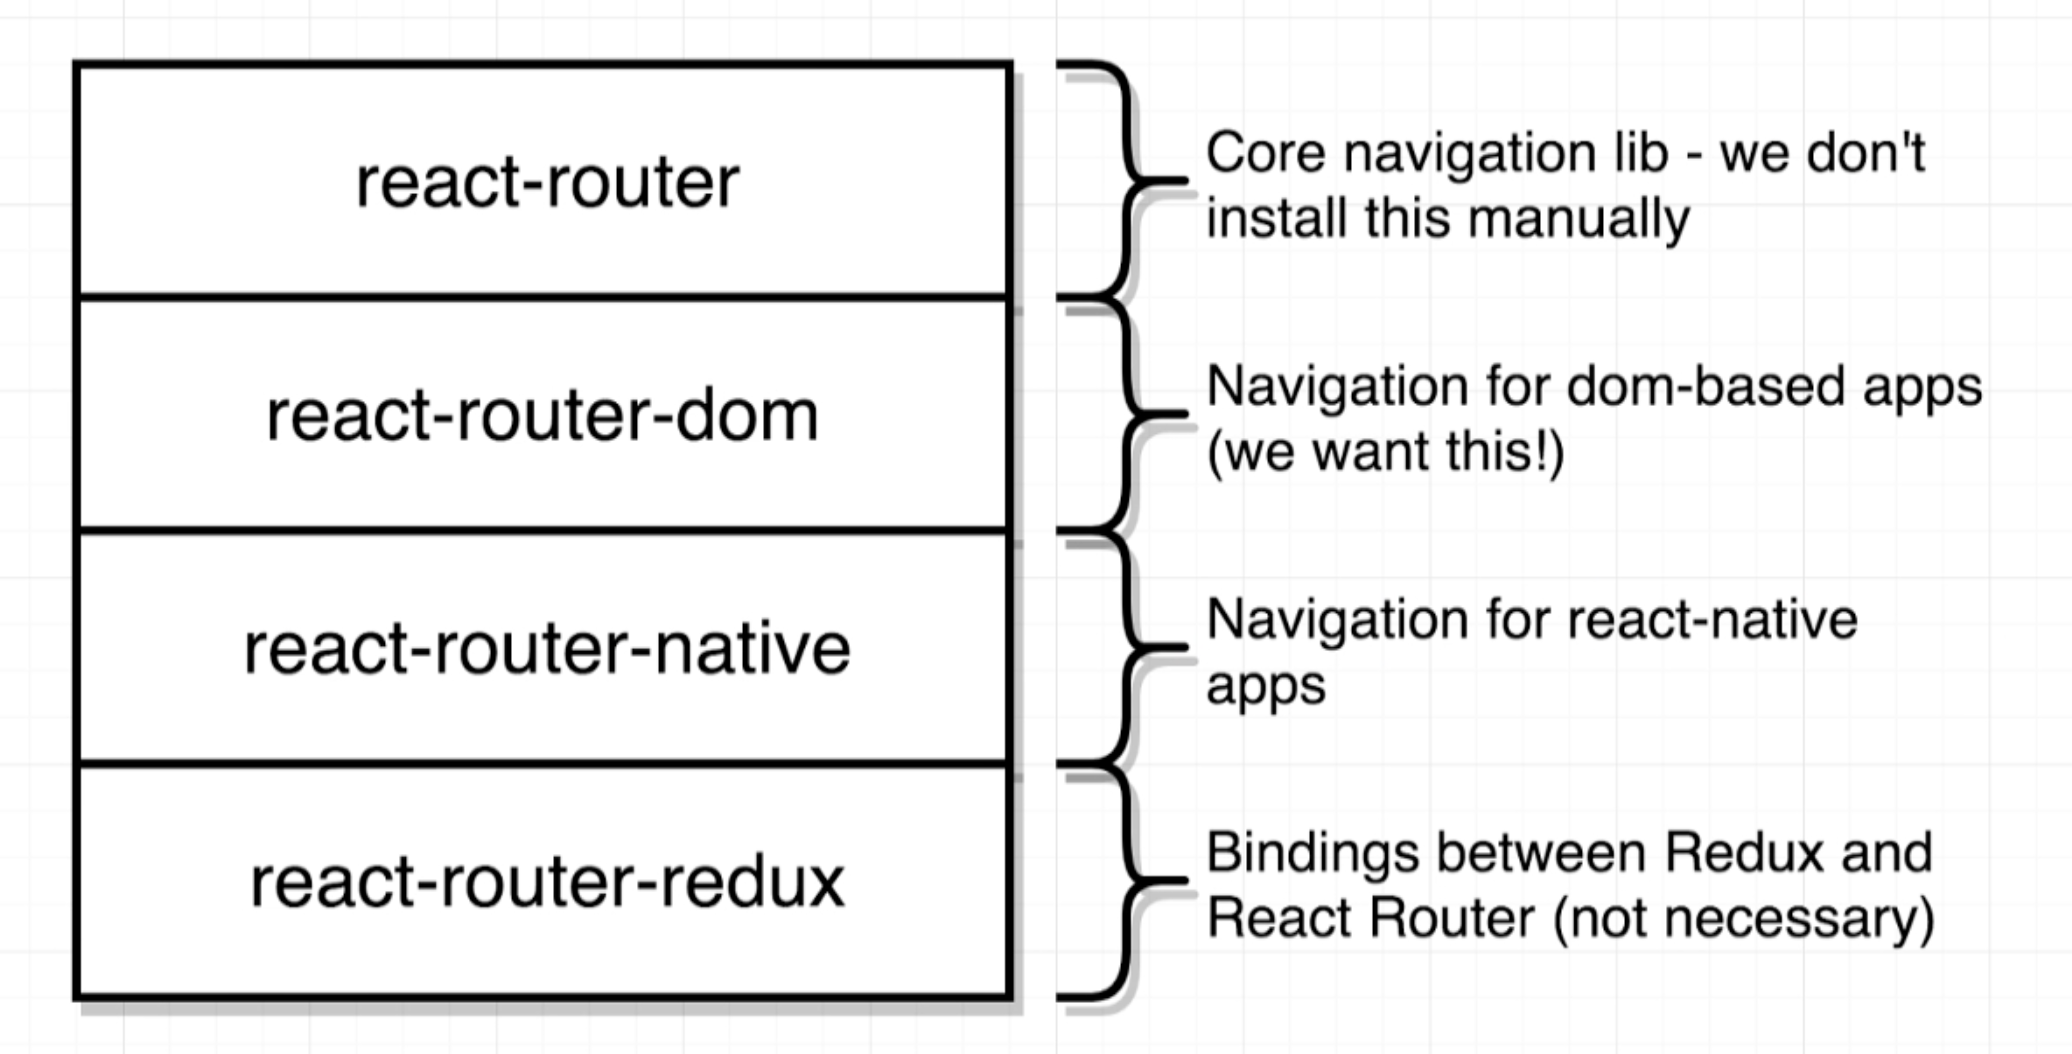 react-router
Core navigation lib - we don't
install this manually
react-router-dom
Navigation for dom-based apps
(we want this!)
react-router-native
Navigation for react-native
apps
react-router-redux
Bindings between Redux and
React Router (not necessary)